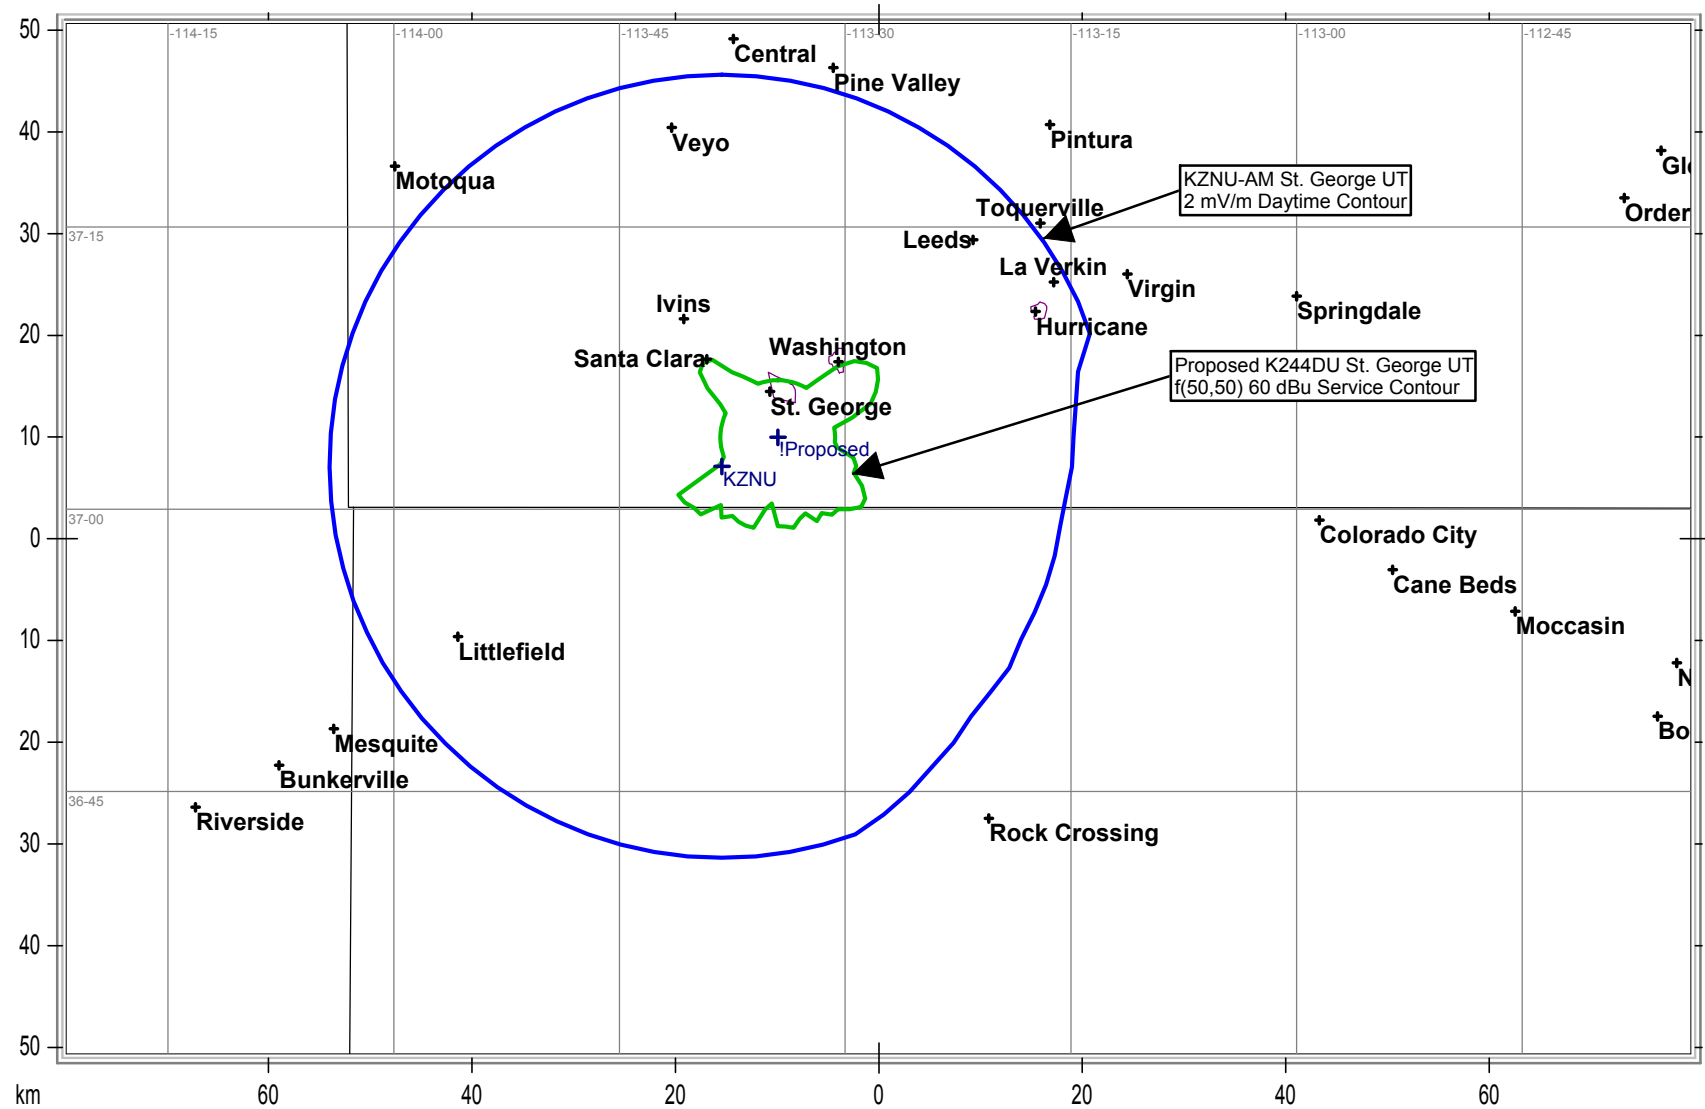 50
-114-15
-114-00
-113-45
-113-30
-113-15
-113-00
-112-45
Central
Pine Valley
40
Veyo
Pintura
Motoqua
KZNU-AM St. George UT
2 mV/m Daytime Contour
Gl
Order
Toquerville
30
37-15
Leeds
La Verkin
Virgin
Ivins
Springdale
20
Hurricane
Santa Clara
Washington
Proposed K244DU St. George UT
f(50,50) 60 dBu Service Contour
St. George
10
!Proposed
KZNU
37-00
0
Colorado City
Cane Beds
Moccasin
10
Littlefield
N
20
Mesquite
Bo
Bunkerville
36-45
Riverside
Rock Crossing
30
40
50
km
60
40
20
0
20
40
60